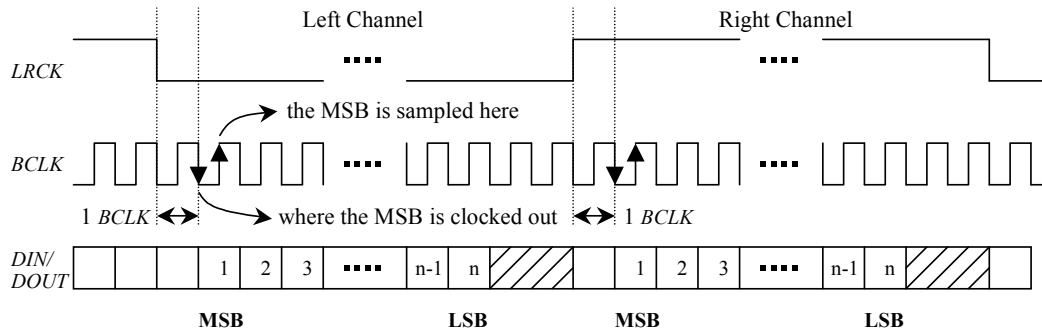 Left Channel Right Channel
LRCK
the MSB is sampled here
BCLK
1 BCLK where the MSB is clocked out 1 BCLK
DIN/
DOUT
1 2 3 n-1 n 1 2 3 n-1 n
MSB LSB MSB LSB